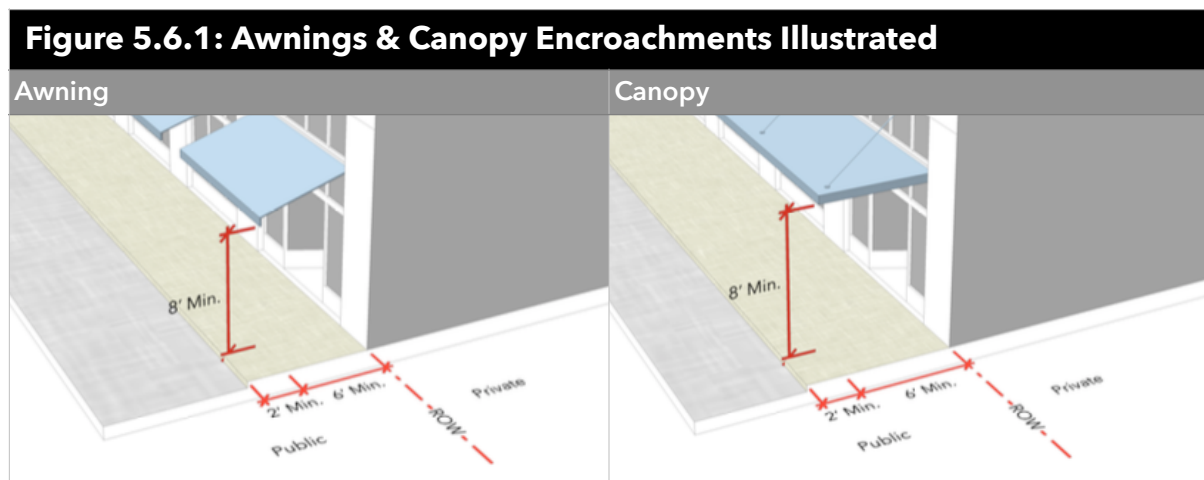 Figure 5.6.1: Awnings & Canopy Encroachments Illustrated
Awning
Canopy
8' Min.
2' Min.
6' Min.
Private
ROW
Public
8' Min.
2' Min.
6' Min.
Private
ROW
Public